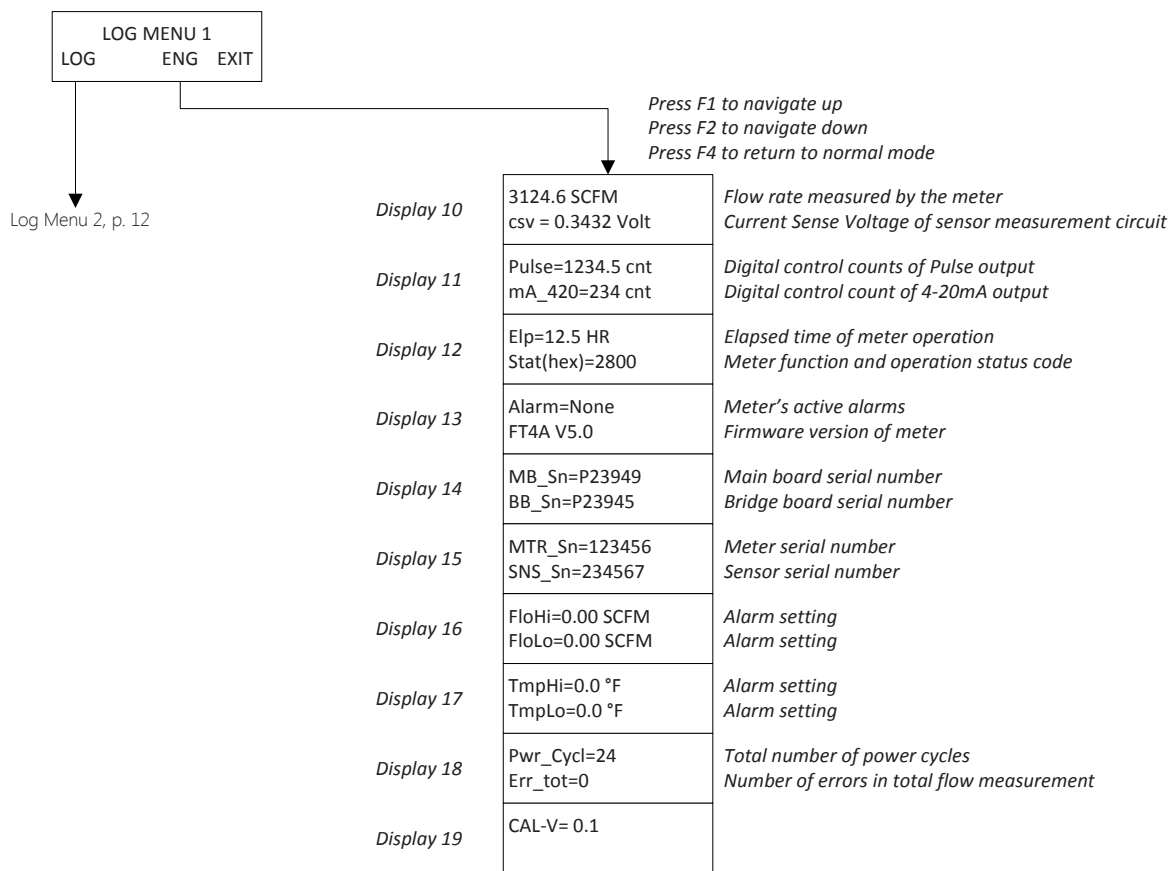 LOG MENU 1
LOG ENG EXIT
Press F1 to navigate up
Press F2 to navigate down
Press F4 to return to normal mode
Log Menu 2, p. 12
Display 10
3124.6 SCFM
csv = 0.3432 Volt
Flow rate measured by the meter
Current Sense Voltage of sensor measurement circuit
Display 11
Pulse=1234.5 cnt
mA_420=234 cnt
Digital control counts of Pulse output
Digital control count of 4-20mA output
Display 12
Elp=12.5 HR
Stat(hex)=2800
Elapsed time of meter operation
Meter function and operation status code
Display 13
Alarm=None
FT4A V5.0
Meter’s active alarms
Firmware version of meter
Display 14
MB_Sn=P23949
BB_Sn=P23945
Main board serial number
Bridge board serial number
Display 15
MTR_Sn=123456
SNS_Sn=234567
Meter serial number
Sensor serial number
Display 16
FloHi=0.00 SCFM
FloLo=0.00 SCFM
Alarm setting
Alarm setting
Display 17
TmpHi=0.0 °F
TmpLo=0.0 °F
Alarm setting
Alarm setting
Display 18
Pwr_Cycl=24
Err_tot=0
Total number of power cycles
Number of errors in total flow measurement
Display 19
CAL-V= 0.1